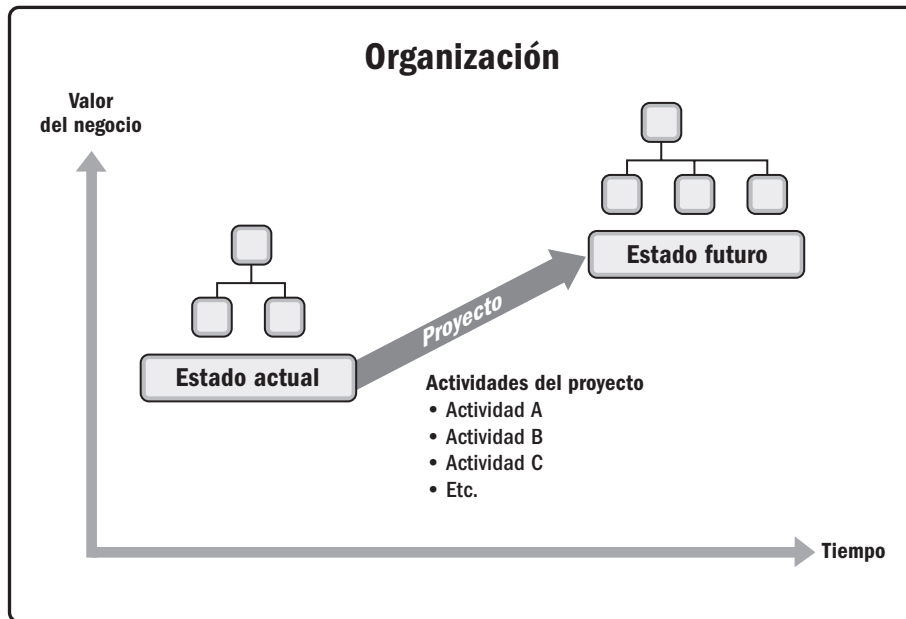 Organización
Valor
del negocio
Estado futuro
Proyecto
Estado actual
Actividades del proyecto
• Actividad A
• Actividad B
• Actividad C
• Etc.
Tiempo